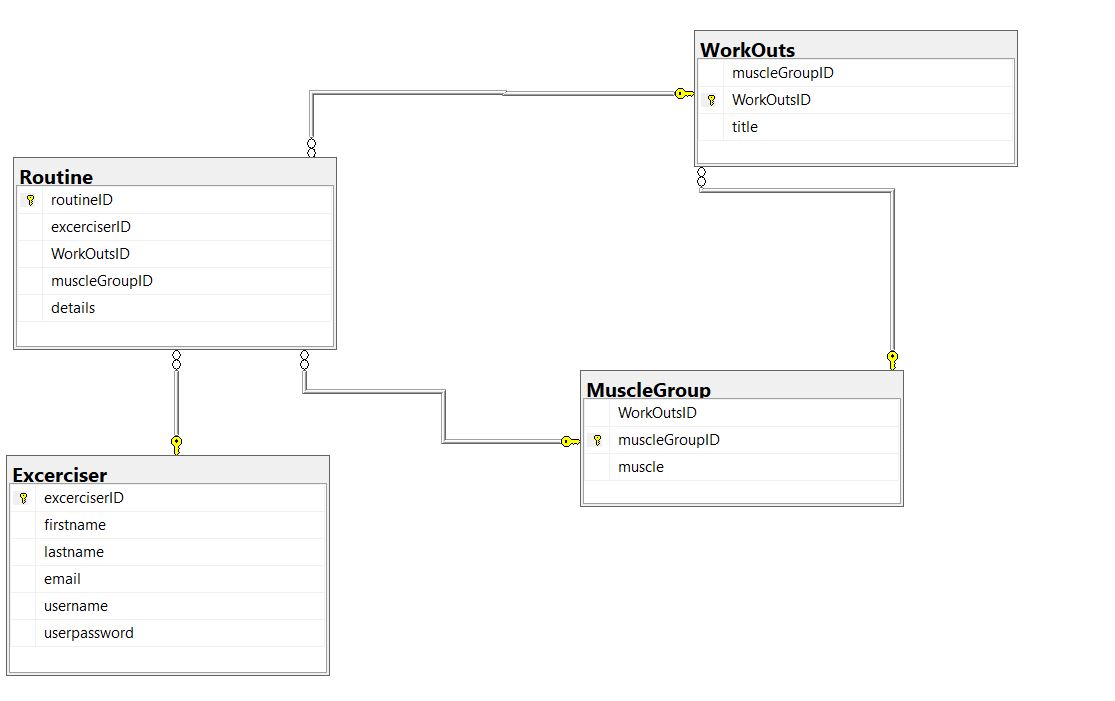 WorkOuts
muscleGroupID
WorkOutsID
title
Routine
routineID
excerciserID
WorkOutsID
muscleGroupID
details
MuscleGroup
WorkOutsID
muscleGroupID
muscle
Excerciser
excerciserID
firstname
lastname
email
username
userpassword